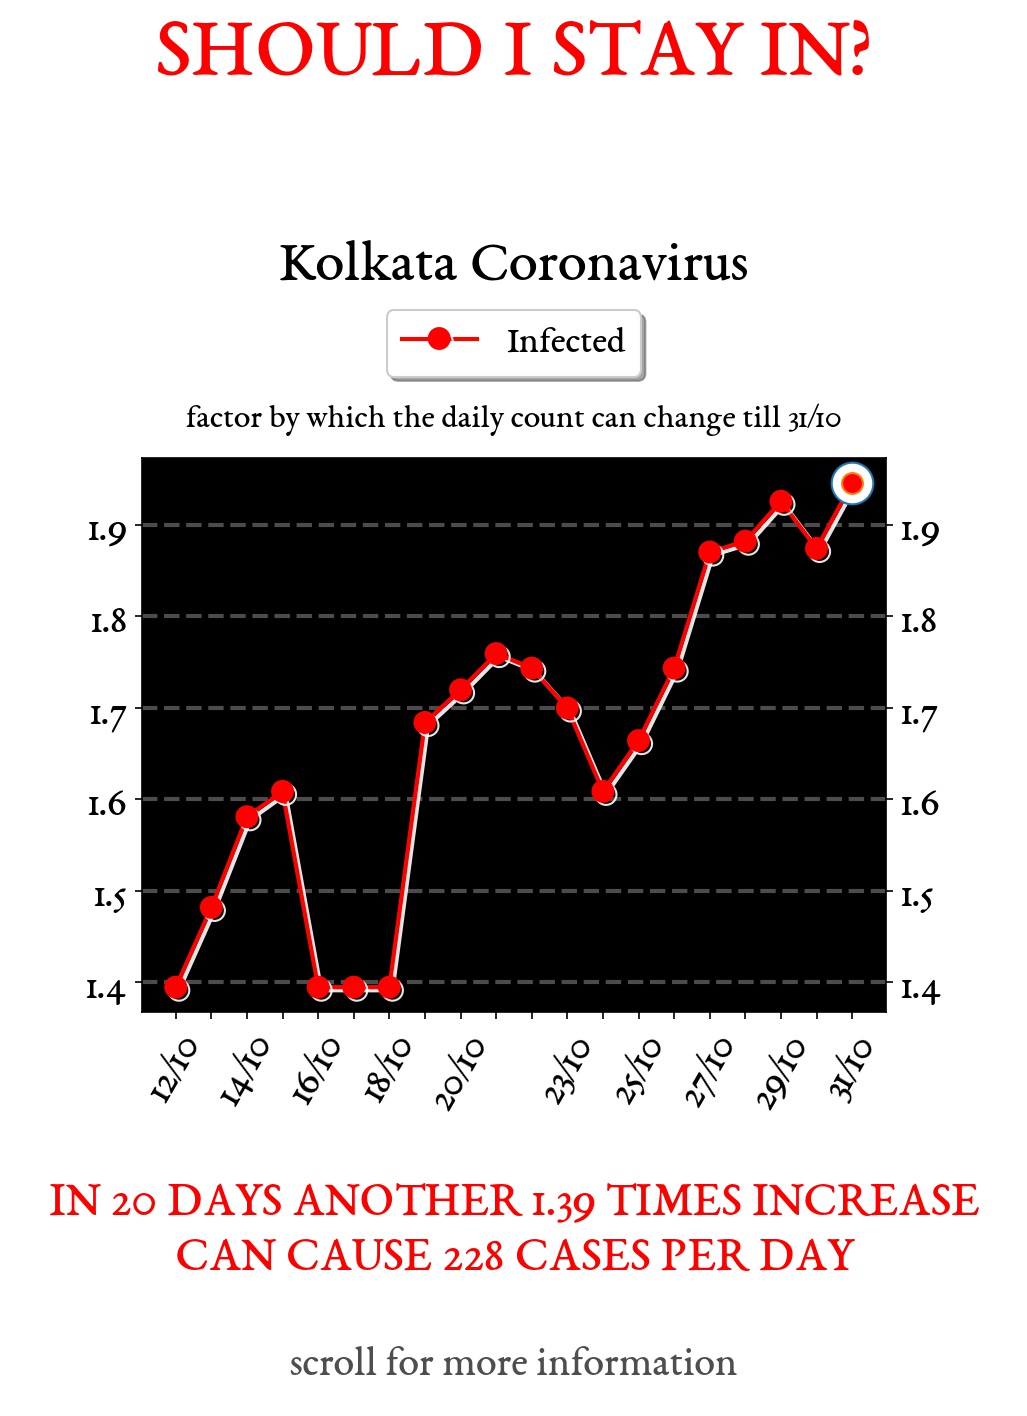 SHOULD I STAY IN?
Kolkata Coronavirus
Infected
factor by which the daily count can change till 31/10
1.9 1.9
1.8 1.8
1.7 1.7
1.6 1.6
1.5 1.5
1.4 1.4
12/10 14/10 16/10 18/10 20/10 23/10 25/10 27/10 29/10 31/10
IN 20 DAYS ANOTHER 1.39 TIMES INCREASE
CAN CAUSE 228 CASES PER DAY
scroll for more information